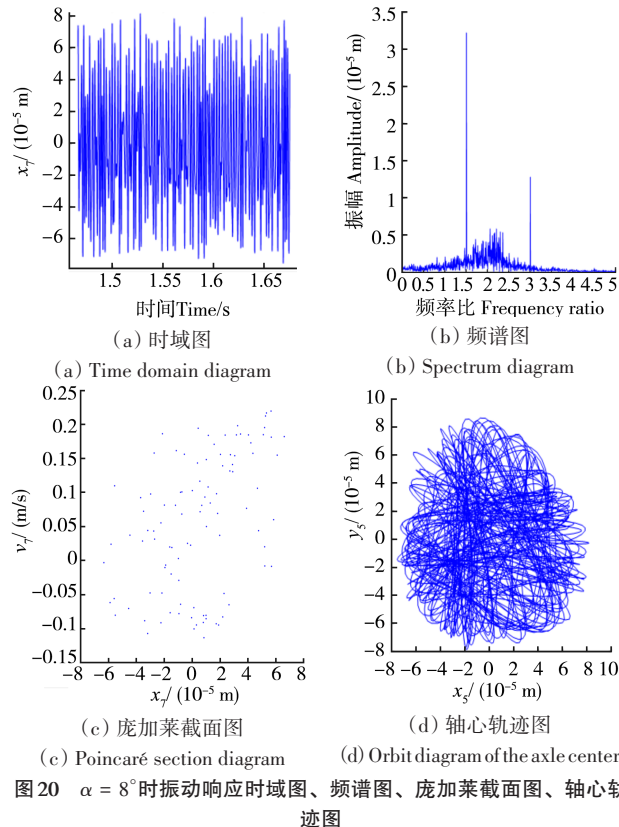 8
6
4
2
0
−2
−4
−6
x₇/ (10⁻⁵ m)
1.5 1.55 1.6 1.65
时间Time/s
(a) 时域图
(a) Time domain diagram
3.5
3
2.5
2
1.5
1
0.5
0
振幅 Amplitude/ (10⁻⁵ m)
0 0.5 1 1.5 2 2.5 3 3.5 4 4.5 5
频率比 Frequency ratio
(b) 频谱图
(b) Spectrum diagram
0.25
0.2
0.15
0.1
0.05
0
−0.05
−0.1
−0.15
v₇/ (m/s)
−8 −6 −4 −2 0 2 4 6 8
x₇/ (10⁻⁵ m)
(c) 庞加莱截面图
(c) Poincaré section diagram
10
8
6
4
2
0
−2
−4
−6
−8
y₅/ (10⁻⁵ m)
−8 −6 −4 −2 0 2 4 6 8 10
x₅/ (10⁻⁵ m)
(d) 轴心轨迹图
(d) Orbit diagram of the axle center
图20 α = 8°时振动响应时域图、频谱图、庞加莱截面图、轴心轨
迹图